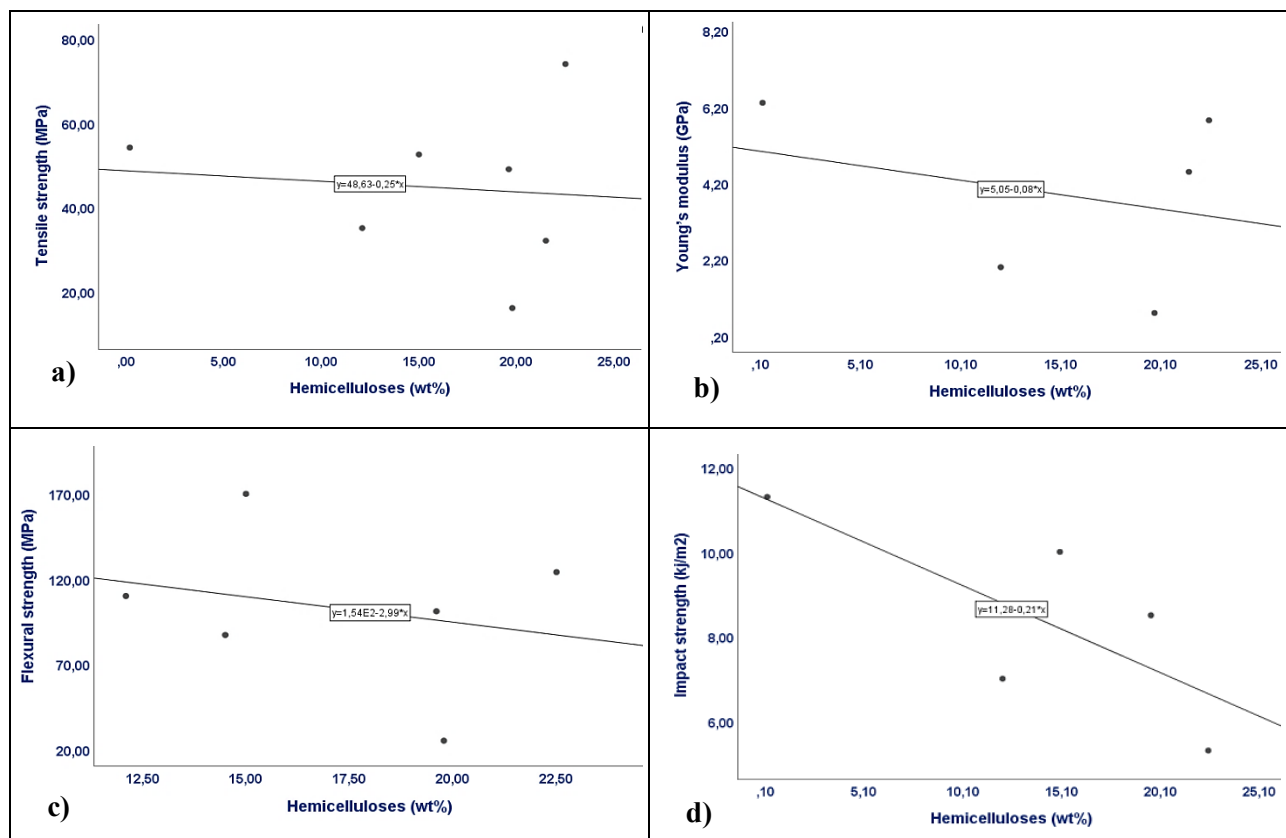 80,00
60,00
40,00
20,00
Tensile strength (MPa)
y=48,63-0,25*x
,00 5,00 10,00 15,00 20,00 25,00
Hemicelluloses (wt%)
a)
8,20
6,20
4,20
2,20
,20
Young's modulus (GPa)
y=5,05-0,08*x
,10 5,10 10,10 15,10 20,10 25,10
Hemicelluloses (wt%)
b)
170,00
120,00
70,00
20,00
Flexural strength (MPa)
y=1,54E2-2,99*x
12,50 15,00 17,50 20,00 22,50
Hemicelluloses (wt%)
c)
12,00
10,00
8,00
6,00
Impact strength (kj/m2)
y=11,28-0,21*x
,10 5,10 10,10 15,10 20,10 25,10
Hemicelluloses (wt%)
d)